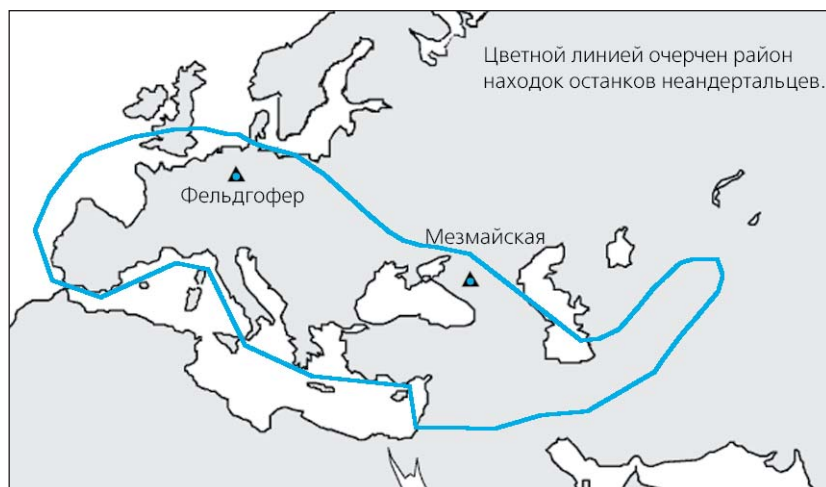 Цветной линией очерчен район
находок останков неандертальцев.
Фельдгофер
Мезмайская